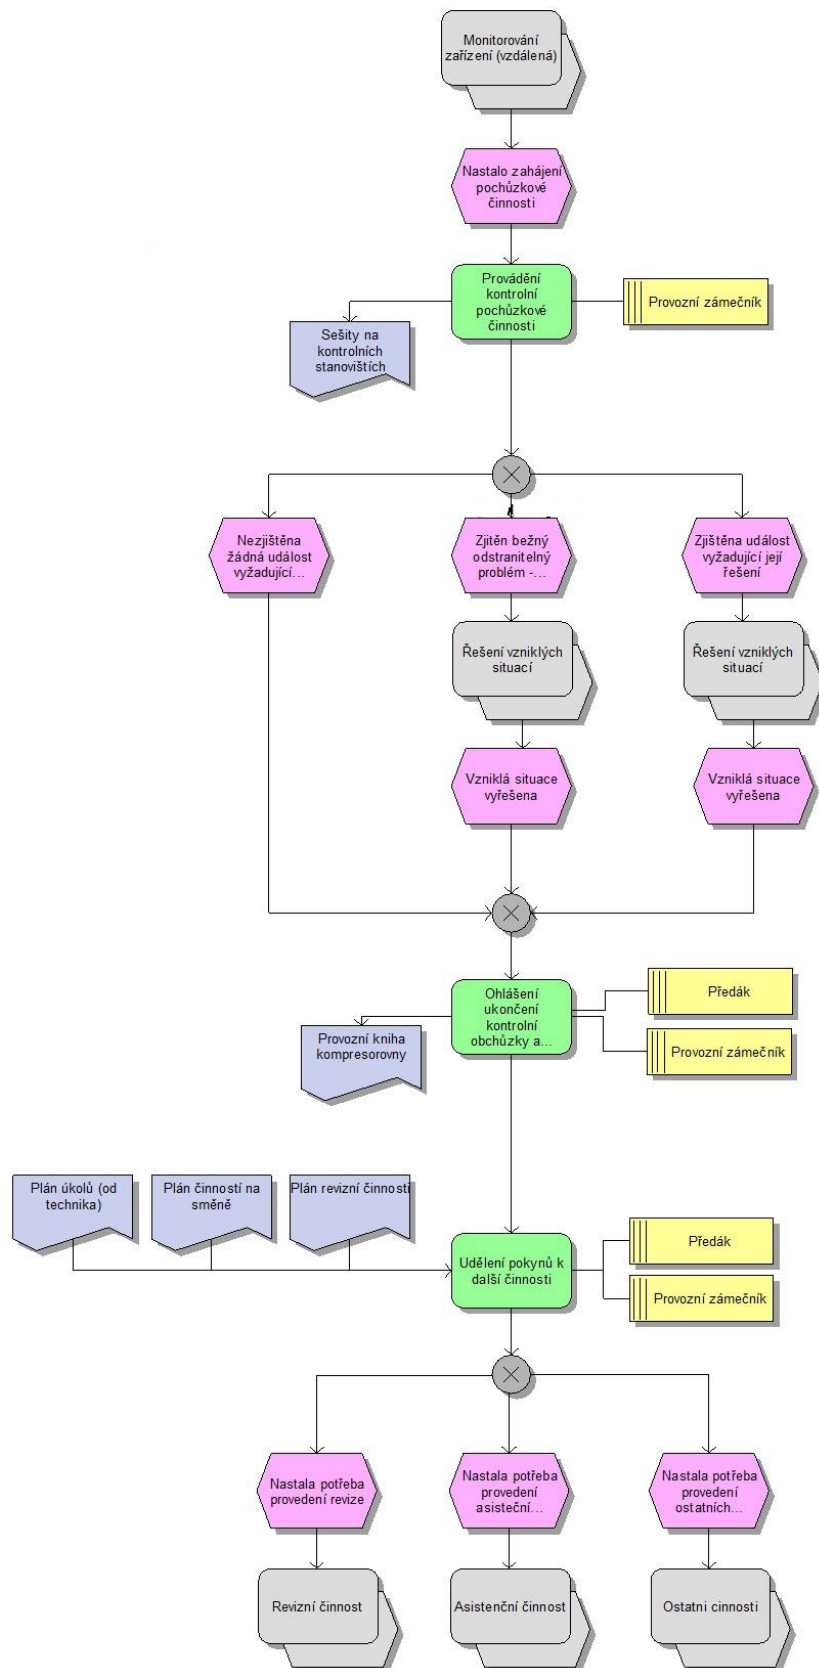 Monitorování
zařízení (vzdálená)
Nastalo zahájení
pochůzkové
činnosti
Provádění
kontrolní
pochůzkové
činnosti
Provozní zámečník
Sešity na
kontrolních
stanovištích
Nezjištěna
žádná událost
vyžadující...
Zjitěn bežný
odstranitelný
problém -...
Zjištěna událost
vyžadující její
řešení
Řešení vzniklých
situací
Řešení vzniklých
situací
Vzniklá situace
vyřešena
Vzniklá situace
vyřešena
Ohlášení
ukončení
kontrolní
obchůzky a...
Předák
Provozní zámečník
Provozní kniha
kompresorovny
Plán úkolů (od
technika)
Plán činností na
směně
Plán revizní činnosti
Udělení pokynů k
další činnosti
Předák
Provozní zámečník
Nastala potřeba
provedení revize
Nastala potřeba
provedení
asisteční...
Nastala potřeba
provedení
ostatních...
Revizní činnost
Asistenční činnost
Ostatni cinnosti